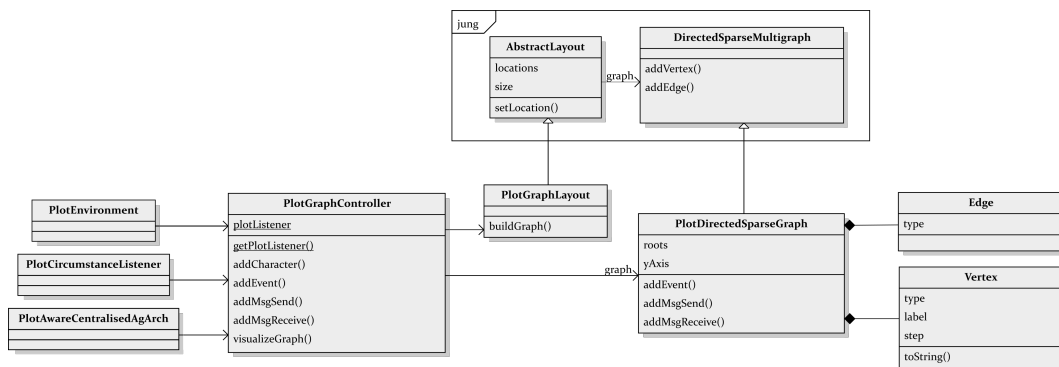 jung
AbstractLayout
locations
size
setLocation()
graph
DirectedSparseMultigraph
addVertex()
addEdge()
PlotEnvironment
PlotCircumstanceListener
PlotAwareCentralisedAgArch
PlotGraphController
plotListener
getPlotListener()
addCharacter()
addEvent()
addMsgSend()
addMsgReceive()
visualizeGraph()
PlotGraphLayout
buildGraph()
graph
PlotDirectedSparseGraph
roots
yAxis
addEvent()
addMsgSend()
addMsgReceive()
Edge
type
Vertex
type
label
step
toString()